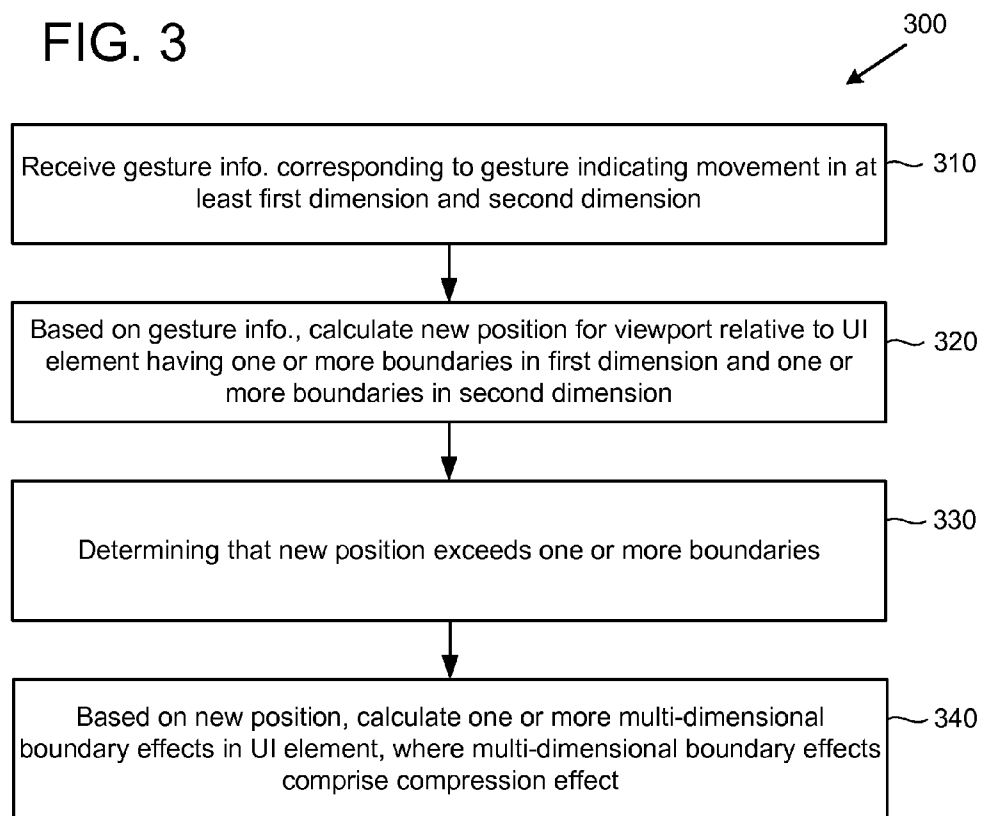 FIG. 3
300
Receive gesture info. corresponding to gesture indicating movement in at
least first dimension and second dimension
310
Based on gesture info., calculate new position for viewport relative to UI
element having one or more boundaries in first dimension and one or
more boundaries in second dimension
320
Determining that new position exceeds one or more boundaries
330
Based on new position, calculate one or more multi-dimensional
boundary effects in UI element, where multi-dimensional boundary effects
comprise compression effect
340